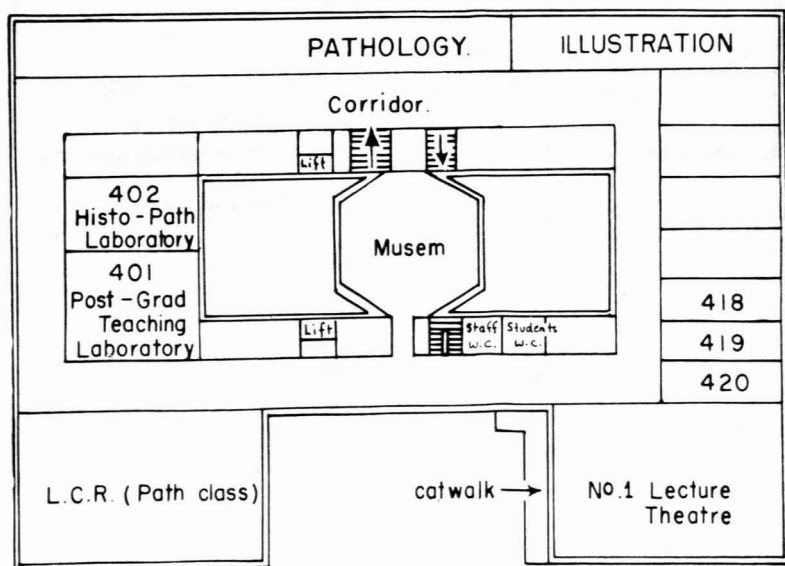 PATHOLOGY.
ILLUSTRATION
Corridor.
Lift
402
Histo-Path
Laboratory
Musem
401
Post-Grad
Teaching
Laboratory
418
Lift
Staff
W.C.
Students
W.C.
419
420
L.C.R. (Path class)
catwalk
No.1 Lecture
Theatre